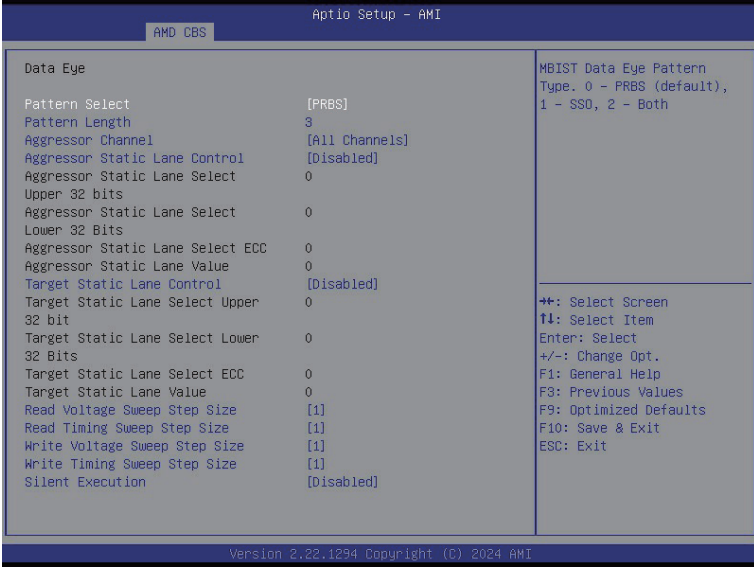 Aptio Setup – AMI
AMD CBS
Data Eye
Pattern Select [PRBS]
Pattern Length 3
Aggressor Channel [All Channels]
Aggressor Static Lane Control [Disabled]
Aggressor Static Lane Select 0
Upper 32 bits
Aggressor Static Lane Select 0
Lower 32 Bits
Aggressor Static Lane Select ECC 0
Aggressor Static Lane Value 0
Target Static Lane Control [Disabled]
Target Static Lane Select Upper 0
32 bit
Target Static Lane Select Lower 0
32 Bits
Target Static Lane Select ECC 0
Target Static Lane Value 0
Read Voltage Sweep Step Size [1]
Read Timing Sweep Step Size [1]
Write Voltage Sweep Step Size [1]
Write Timing Sweep Step Size [1]
Silent Execution [Disabled]
MBIST Data Eye Pattern
Type. 0 – PRBS (default),
1 – SSO, 2 – Both
→←: Select Screen
↑↓: Select Item
Enter: Select
+/-: Change Opt.
F1: General Help
F3: Previous Values
F9: Optimized Defaults
F10: Save & Exit
ESC: Exit
Version 2.22.1294 Copyright (C) 2024 AMI